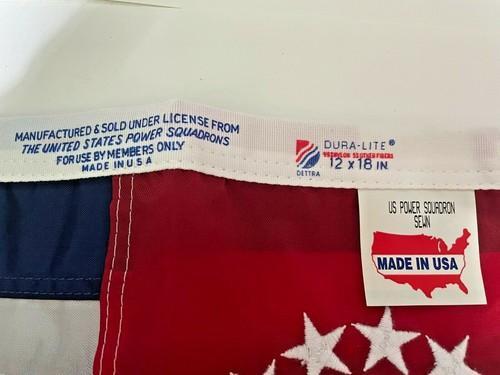 MANUFACTURED & SOLD UNDER LICENSE FROM
THE UNITED STATES POWER SQUADRONS
FOR USE BY MEMBERS ONLY
MADE IN U S A
DURA-LITE®
12 x 18 IN.
DETTRA
US POWER SQUADRON
SEWN
MADE IN USA